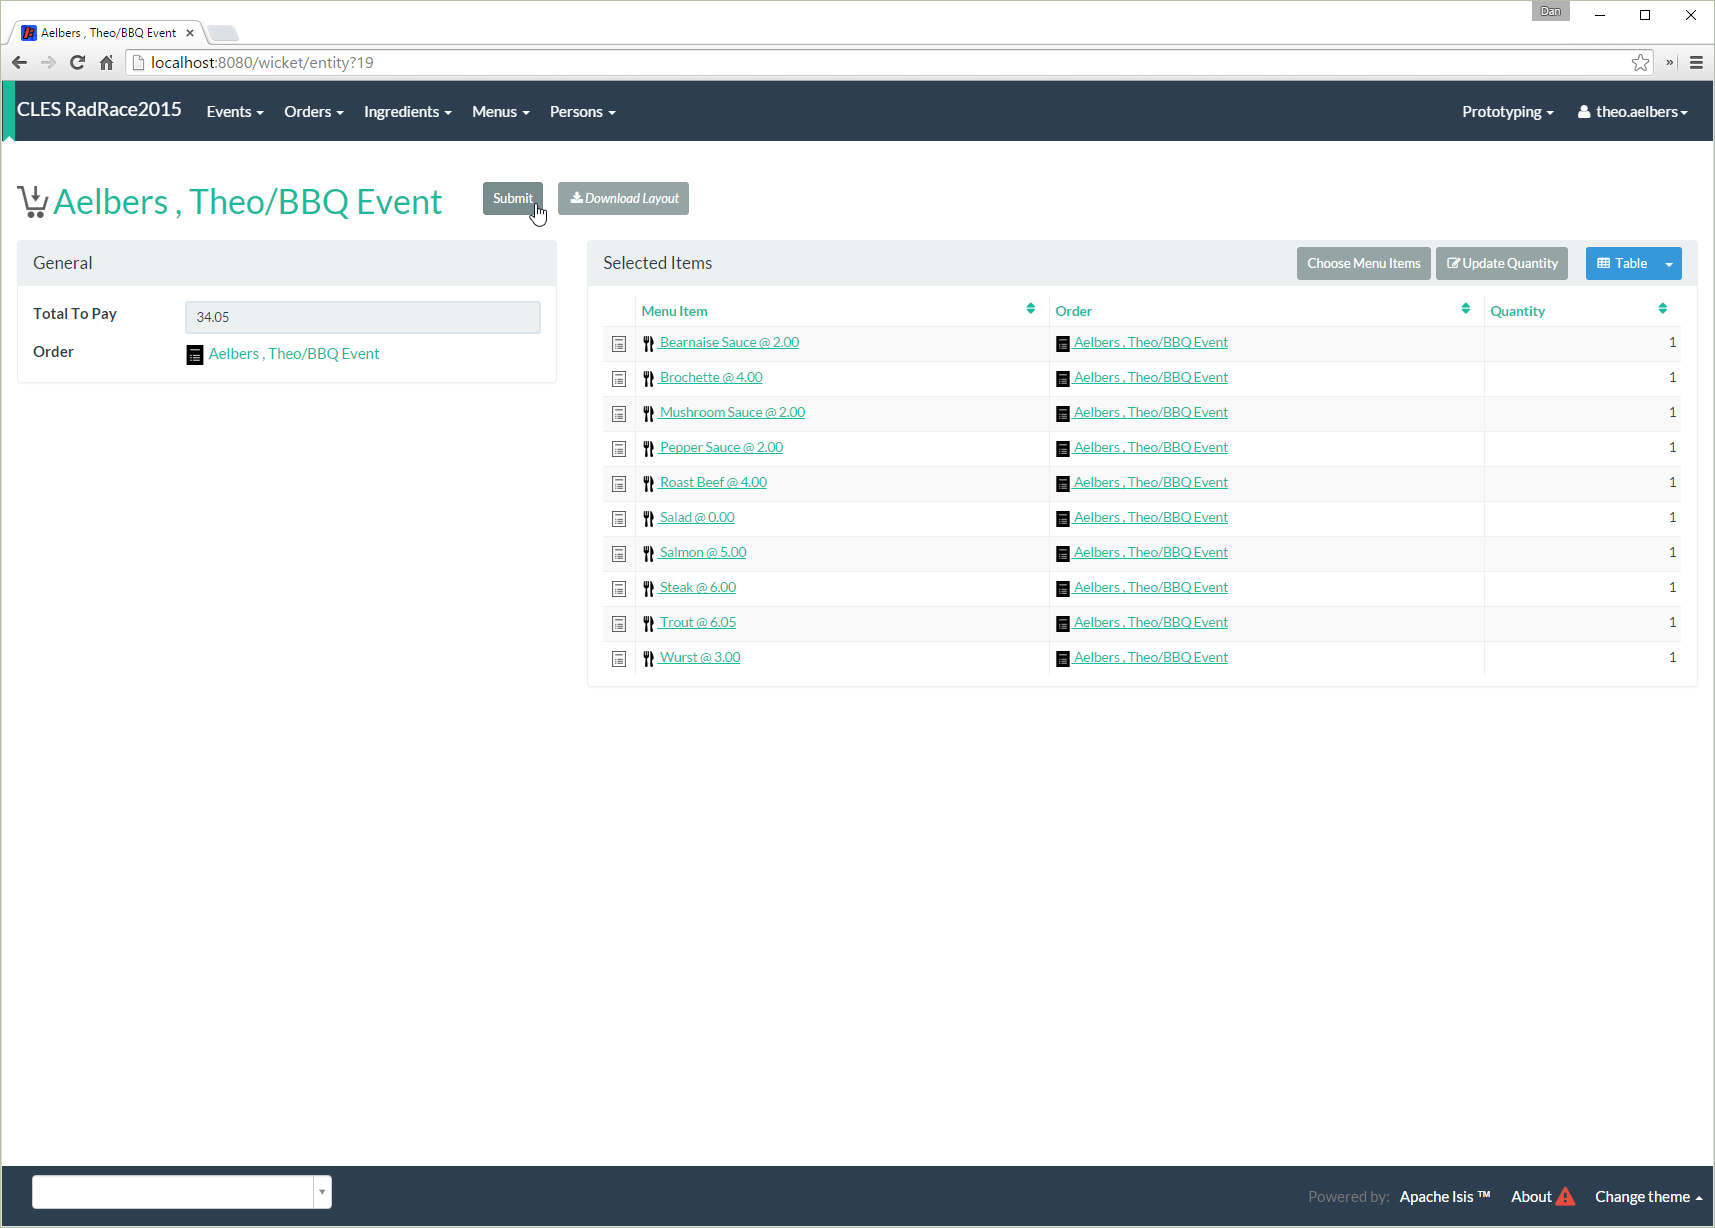 Dan
Aelbers , Theo/BBQ Event
localhost:8080/wicket/entity?19
CLES RadRace2015 Events Orders Ingredients Menus Persons Prototyping theo.aelbers
Aelbers , Theo/BBQ Event Submit Download Layout
General
Total To Pay 34.05
Order Aelbers , Theo/BBQ Event
Selected Items Choose Menu Items Update Quantity Table
Menu Item Order Quantity
Bearnaise Sauce @ 2.00 Aelbers , Theo/BBQ Event 1
Brochette @ 4.00 Aelbers , Theo/BBQ Event 1
Mushroom Sauce @ 2.00 Aelbers , Theo/BBQ Event 1
Pepper Sauce @ 2.00 Aelbers , Theo/BBQ Event 1
Roast Beef @ 4.00 Aelbers , Theo/BBQ Event 1
Salad @ 0.00 Aelbers , Theo/BBQ Event 1
Salmon @ 5.00 Aelbers , Theo/BBQ Event 1
Steak @ 6.00 Aelbers , Theo/BBQ Event 1
Trout @ 6.05 Aelbers , Theo/BBQ Event 1
Wurst @ 3.00 Aelbers , Theo/BBQ Event 1
Powered by: Apache Isis ™ About Change theme